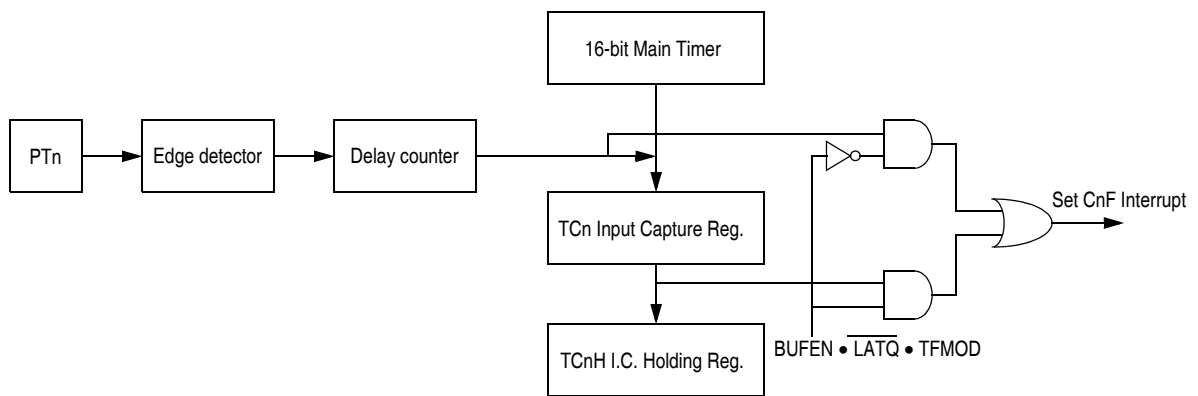 16-bit Main Timer
PTn
Edge detector
Delay counter
Set CnF Interrupt
TCn Input Capture Reg.
BUFEN • L̅A̅T̅Q̅ • TFMOD
TCnH I.C. Holding Reg.